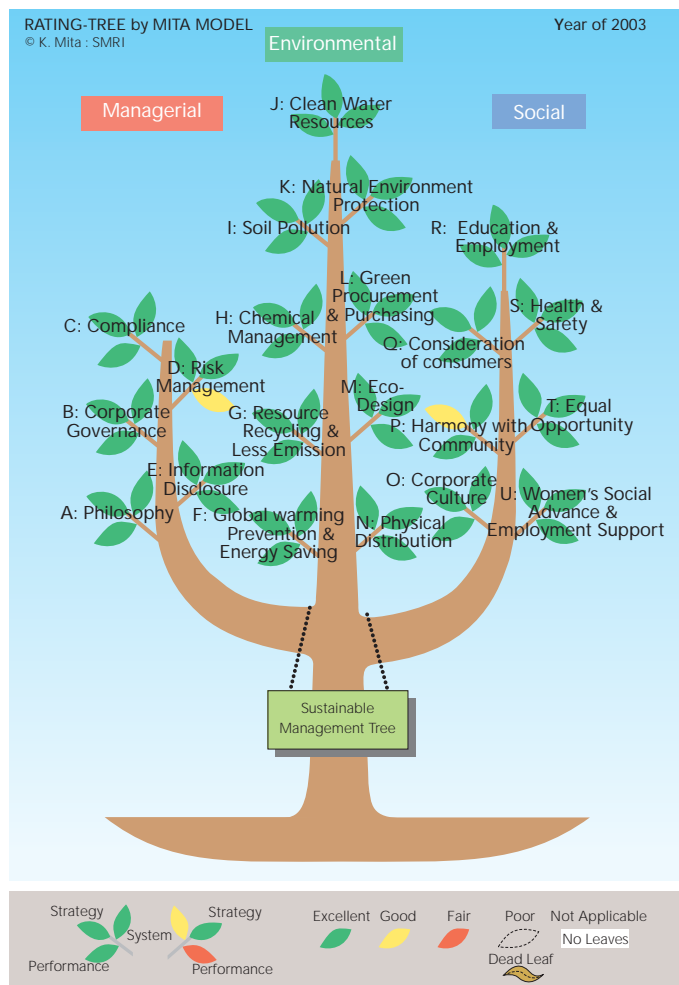 RATING-TREE by MITA MODEL
© K. Mita : SMRI
Year of 2003
Environmental
Managerial
Social
J: Clean Water
Resources
K: Natural Environment
Protection
I: Soil Pollution
R: Education &
Employment
L: Green
Procurement
& Purchasing
H: Chemical
Management
S: Health &
Safety
C: Compliance
Q: Consideration
of consumers
D: Risk
Management
M: Eco-
Design
B: Corporate
Governance
G: Resource
Recycling &
Less Emission
P: Harmony with
Community
T: Equal
Opportunity
E: Information
Disclosure
O: Corporate
Culture
U: Women's Social
Advance &
Employment Support
A: Philosophy
F: Global warming
Prevention &
Energy Saving
N: Physical
Distribution
Sustainable
Management Tree
Strategy
System
Performance
Strategy
Performance
Excellent
Good
Fair
Poor
Not Applicable
No Leaves
Dead Leaf